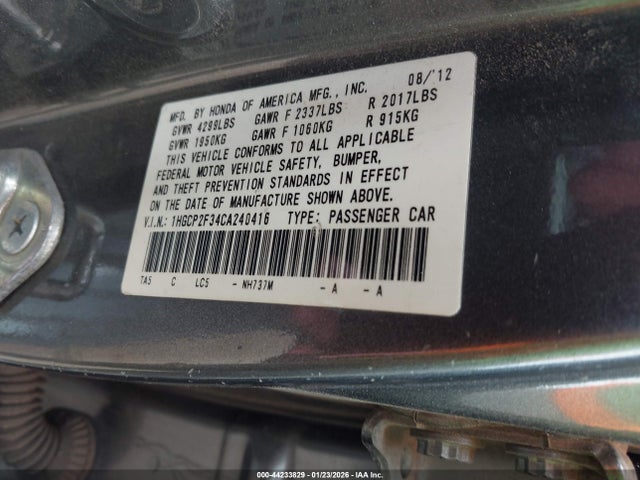 MFD. BY HONDA OF AMERICA MFG., INC. 08/'12
GVWR 4299LBS GAWR F 2337LBS R 2017LBS
GVWR 1950KG GAWR F 1060KG R 915KG
THIS VEHICLE CONFORMS TO ALL APPLICABLE
FEDERAL MOTOR VEHICLE SAFETY, BUMPER,
AND THEFT PREVENTION STANDARDS IN EFFECT
ON THE DATE OF MANUFACTURE SHOWN ABOVE.
V.I.N.: 1HGCP2F34CA240416 TYPE: PASSENGER CAR
TA5 C LC5 - NH737M - A - A
000-44233829 - 01/23/2026 - IAA Inc.